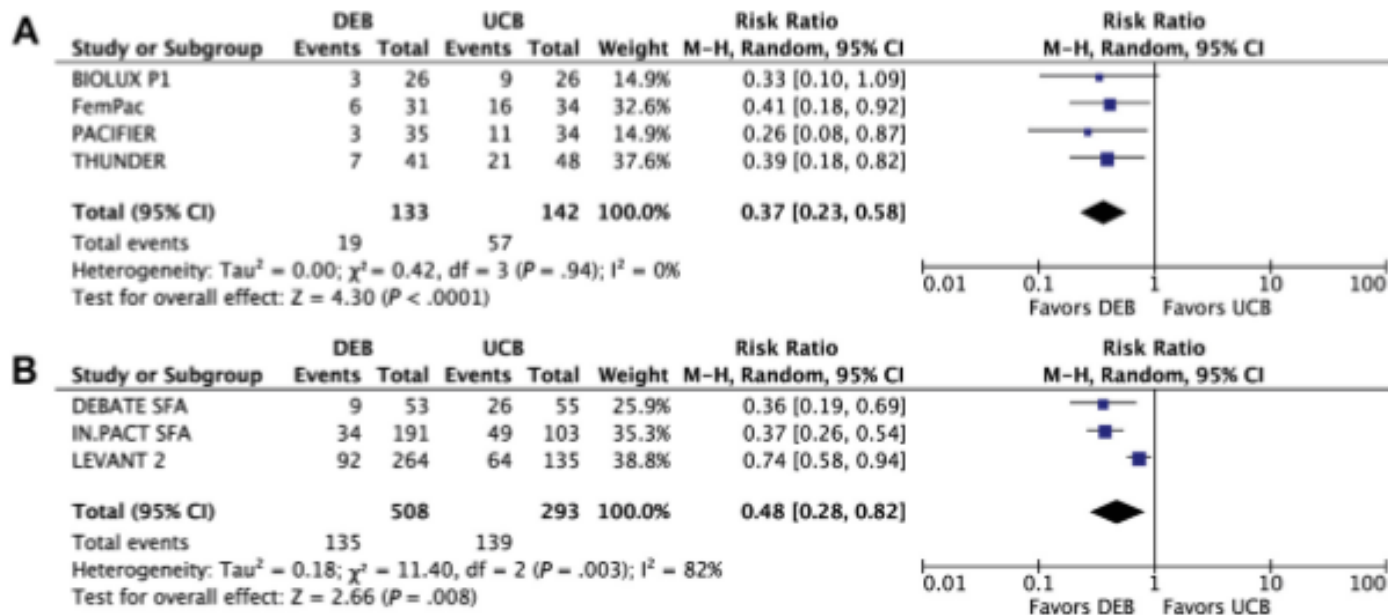 A
DEB UCB Risk Ratio Risk Ratio
Study or Subgroup Events Total Events Total Weight M-H, Random, 95% CI M-H, Random, 95% CI
BIOLUX P1 3 26 9 26 14.9% 0.33 [0.10, 1.09]
FemPac 6 31 16 34 32.6% 0.41 [0.18, 0.92]
PACIFIER 3 35 11 34 14.9% 0.26 [0.08, 0.87]
THUNDER 7 41 21 48 37.6% 0.39 [0.18, 0.82]
Total (95% CI) 133 142 100.0% 0.37 [0.23, 0.58]
Total events 19 57
Heterogeneity: Tau² = 0.00; χ² = 0.42, df = 3 (P = .94); I² = 0%
Test for overall effect: Z = 4.30 (P < .0001)
0.01 0.1 1 10 100
Favors DEB Favors UCB
B
DEB UCB Risk Ratio Risk Ratio
Study or Subgroup Events Total Events Total Weight M-H, Random, 95% CI M-H, Random, 95% CI
DEBATE SFA 9 53 26 55 25.9% 0.36 [0.19, 0.69]
IN.PACT SFA 34 191 49 103 35.3% 0.37 [0.26, 0.54]
LEVANT 2 92 264 64 135 38.8% 0.74 [0.58, 0.94]
Total (95% CI) 508 293 100.0% 0.48 [0.28, 0.82]
Total events 135 139
Heterogeneity: Tau² = 0.18; χ² = 11.40, df = 2 (P = .003); I² = 82%
Test for overall effect: Z = 2.66 (P = .008)
0.01 0.1 1 10 100
Favors DEB Favors UCB